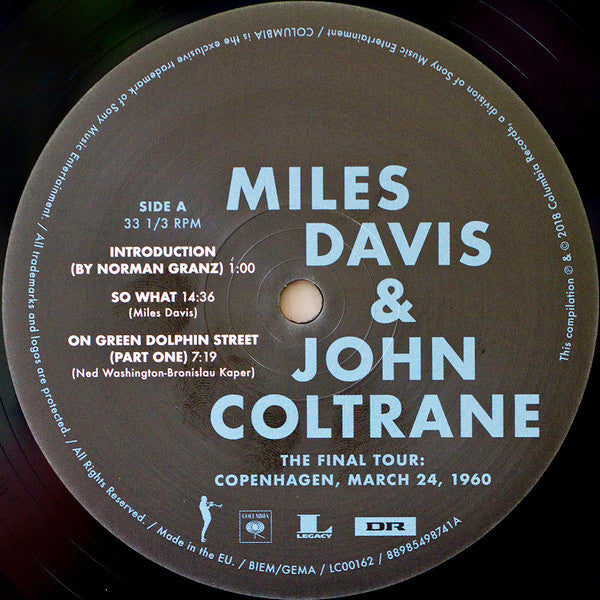 MILES
DAVIS
&
JOHN
COLTRANE
THE FINAL TOUR:
COPENHAGEN, MARCH 24, 1960
SIDE A
33 1/3 RPM
INTRODUCTION
(BY NORMAN GRANZ) 1:00
SO WHAT 14:36
(Miles Davis)
ON GREEN DOLPHIN STREET
(PART ONE) 7:19
(Ned Washington-Bronislau Kaper)
COLUMBIA
L
LEGACY
DR
This compilation ℗ & © 2018 Columbia Records, a division of Sony Music Entertainment / COLUMBIA is the exclusive trademark of Sony Music Entertainment. / All trademarks and logos are protected. / All Rights Reserved. / Made in the EU. / BIEM/GEMA / LC00162 / 88985498741A